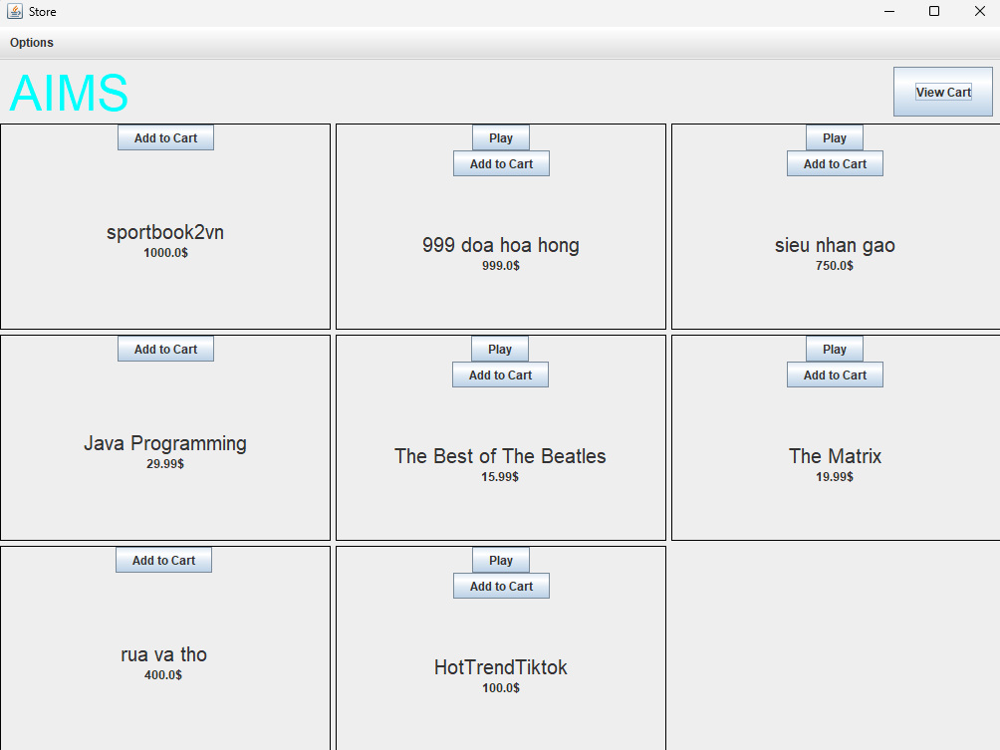 Store
Options
AIMS
View Cart
Add to Cart
sportbook2vn
1000.0$
Play
Add to Cart
999 doa hoa hong
999.0$
Play
Add to Cart
sieu nhan gao
750.0$
Add to Cart
Java Programming
29.99$
Play
Add to Cart
The Best of The Beatles
15.99$
Play
Add to Cart
The Matrix
19.99$
Add to Cart
rua va tho
400.0$
Play
Add to Cart
HotTrendTiktok
100.0$